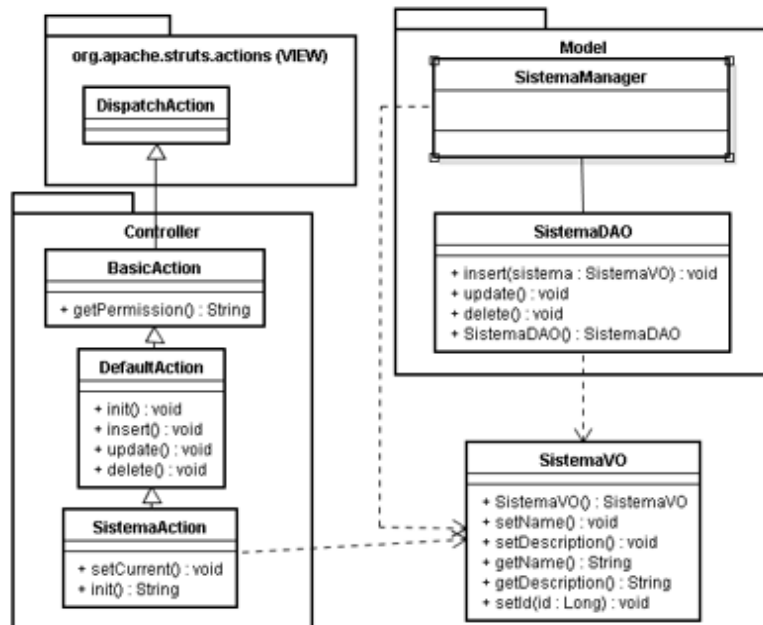 org.apache.struts.actions (VIEW)
DispatchAction
Controller
BasicAction
+ getPermission() : String
DefaultAction
+ init() : void
+ insert() : void
+ update() : void
+ delete() : void
SistemaAction
+ setCurrent() : void
+ init() : String
Model
SistemaManager
SistemaDAO
+ insert(sistema : SistemaVO) : void
+ update() : void
+ delete() : void
+ SistemaDAO() : SistemaDAO
SistemaVO
+ SistemaVO() : SistemaVO
+ setName() : void
+ setDescription() : void
+ getName() : String
+ getDescription() : String
+ setId(id : Long) : void